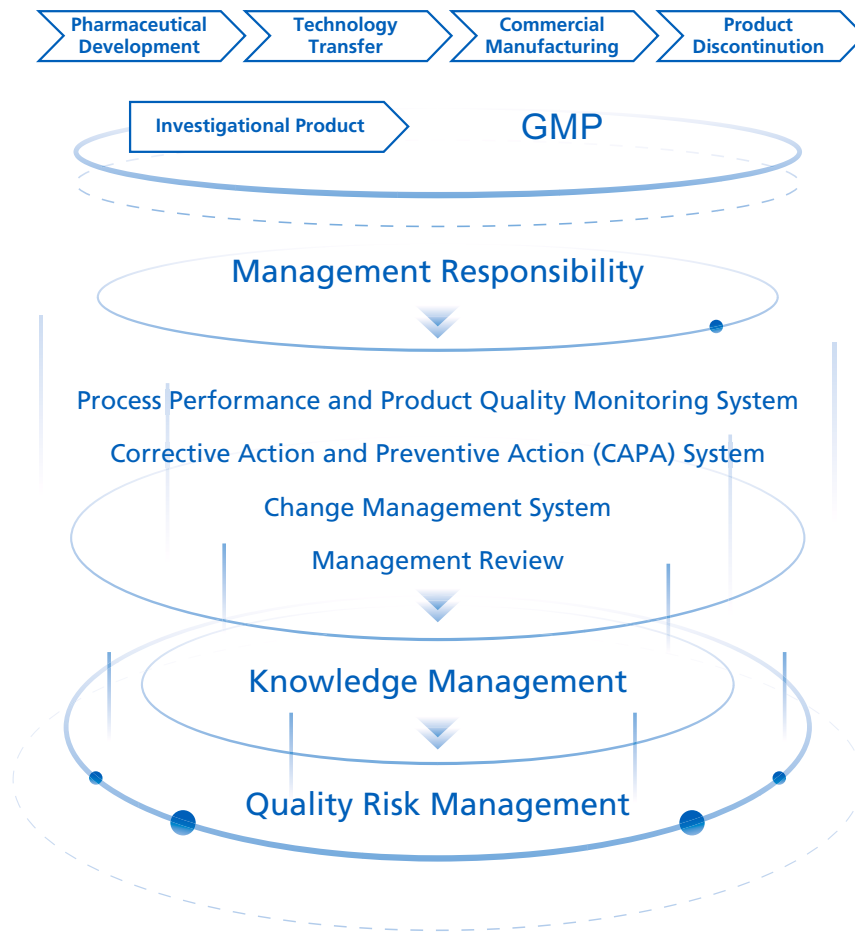 Pharmaceutical
Development
Technology
Transfer
Commercial
Manufacturing
Product
Discontinution
Investigational Product
GMP
Management Responsibility
Process Performance and Product Quality Monitoring System
Corrective Action and Preventive Action (CAPA) System
Change Management System
Management Review
Knowledge Management
Quality Risk Management